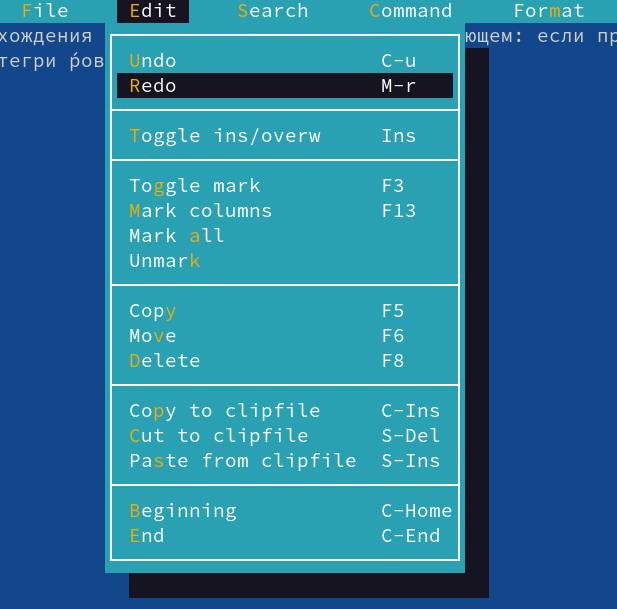 File Edit Search Command Format
хождения ющем: если пр
тегри ров
Undo C-u
Redo M-r
Toggle ins/overw Ins
Toggle mark F3
Mark columns F13
Mark all
Unmark
Copy F5
Move F6
Delete F8
Copy to clipfile C-Ins
Cut to clipfile S-Del
Paste from clipfile S-Ins
Beginning C-Home
End C-End